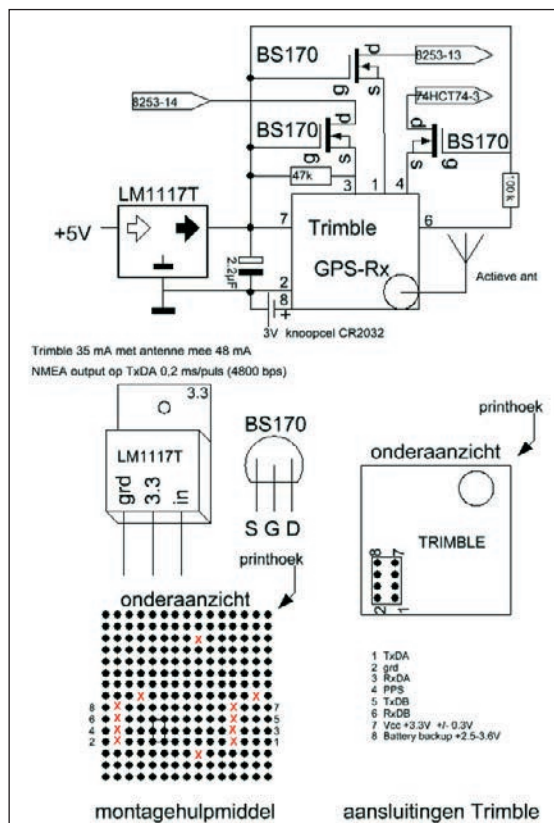 BS170
d
8253-13
g
s
8253-14
74HCT74-3
BS170
d
g
s
d
s
g
BS170
47k
100 k
LM1117T
3
1
4
+5V
7
Trimble
6
GPS-Rx
2.2µF
2
8
Actieve ant
+
3V knoopcel CR2032
Trimble 35 mA met antenne mee 48 mA
NMEA output op TxDA 0,2 ms/puls (4800 bps)
3.3
BS170
printhoek
onderaanzicht
LM1117T
grd
3.3
in
S G D
TRIMBLE
8 7
2 1
printhoek
onderaanzicht
X
X X
8 X X 7
6 X X 5
4 X X 3
2 X X 1
X X
1 TxDA
2 grd
3 RxDA
4 PPS
5 TxDB
6 RxDB
7 Vcc +3.3V +/- 0.3V
8 Battery backup +2.5-3.6V
montagehulpmiddel
aansluitingen Trimble